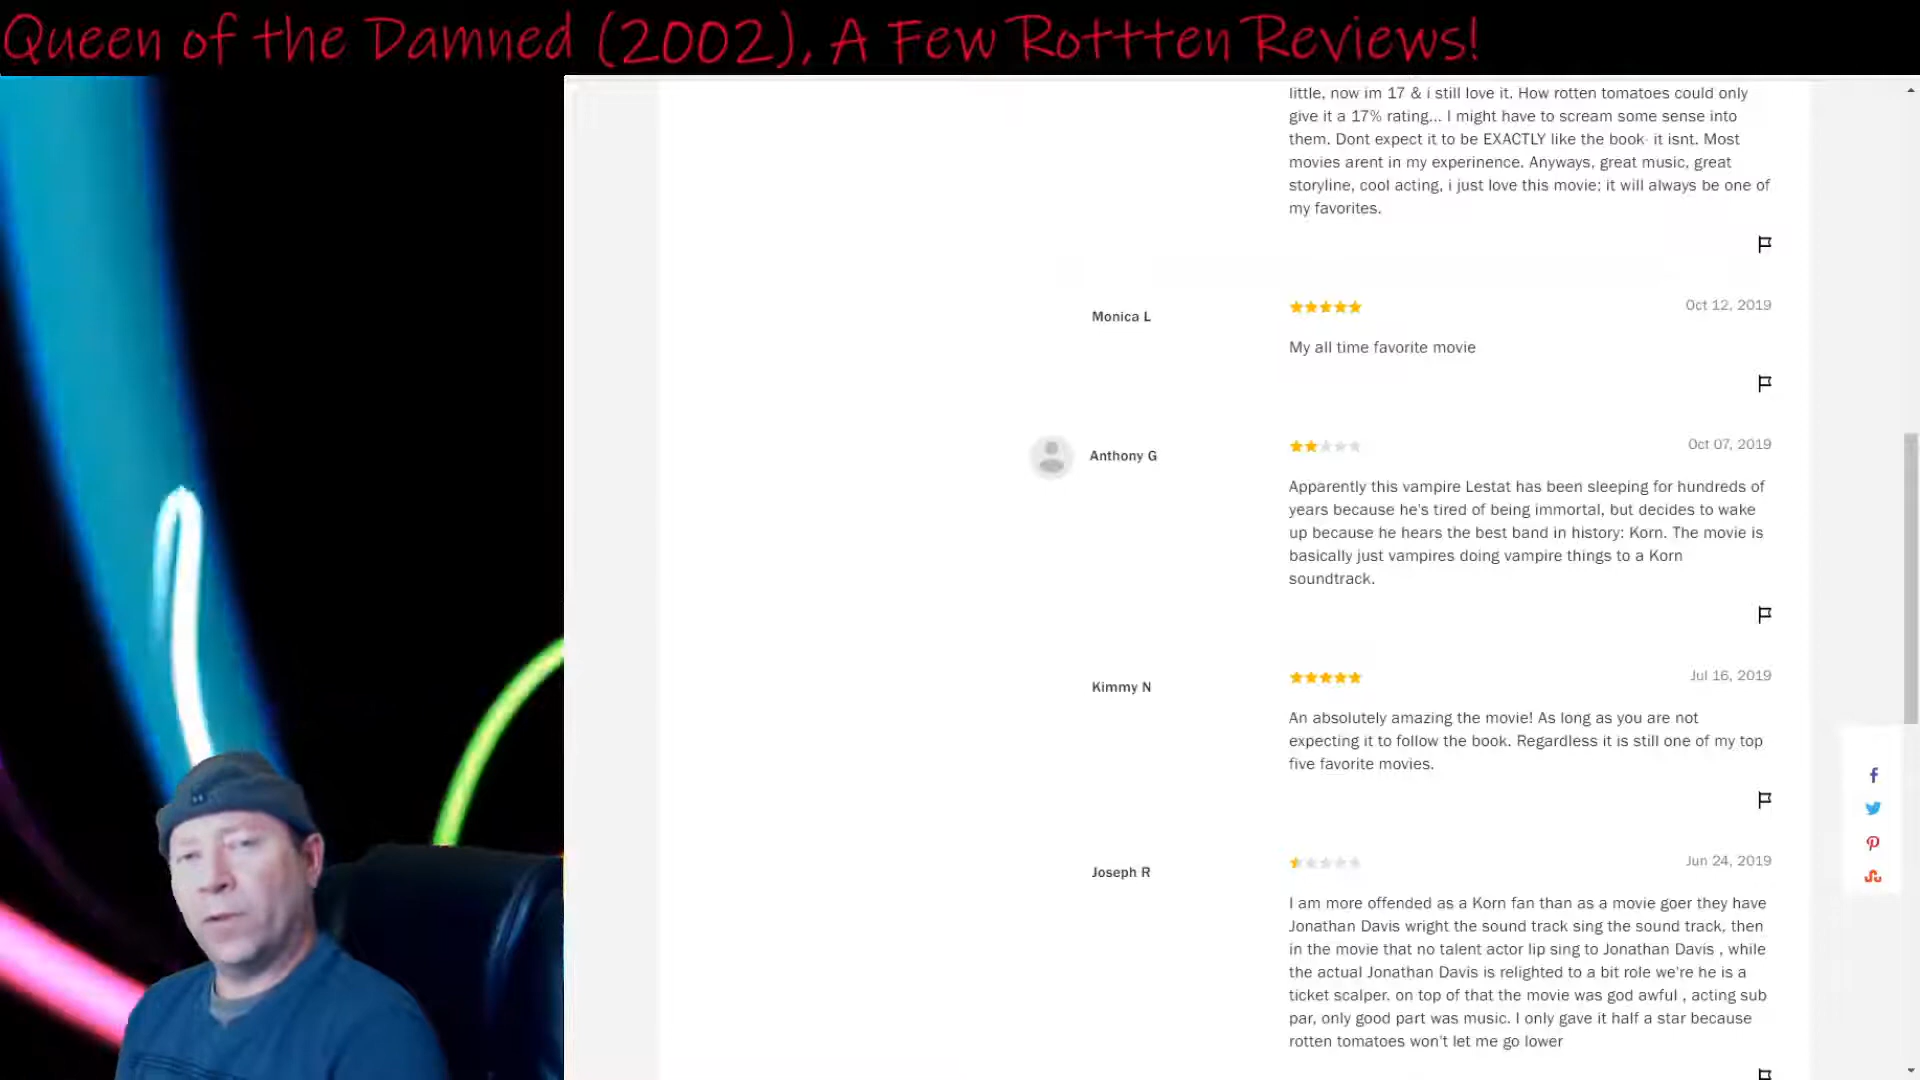 Queen of the Damned (2002), A Few Rottten Reviews!
little, now im 17 & i still love it. How rotten tomatoes could only
give it a 17% rating... I might have to scream some sense into
them. Dont expect it to be EXACTLY like the book- it isnt. Most
movies arent in my experinence. Anyways, great music, great
storyline, cool acting, i just love this movie; it will always be one of
my favorites.
Monica L
Oct 12, 2019
My all time favorite movie
Anthony G
Oct 07, 2019
Apparently this vampire Lestat has been sleeping for hundreds of
years because he's tired of being immortal, but decides to wake
up because he hears the best band in history: Korn. The movie is
basically just vampires doing vampire things to a Korn
soundtrack.
Kimmy N
Jul 16, 2019
An absolutely amazing the movie! As long as you are not
expecting it to follow the book. Regardless it is still one of my top
five favorite movies.
Joseph R
Jun 24, 2019
I am more offended as a Korn fan than as a movie goer they have
Jonathan Davis wright the sound track sing the sound track, then
in the movie that no talent actor lip sing to Jonathan Davis , while
the actual Jonathan Davis is relighted to a bit role we're he is a
ticket scalper. on top of that the movie was god awful , acting sub
par, only good part was music. I only gave it half a star because
rotten tomatoes won't let me go lower